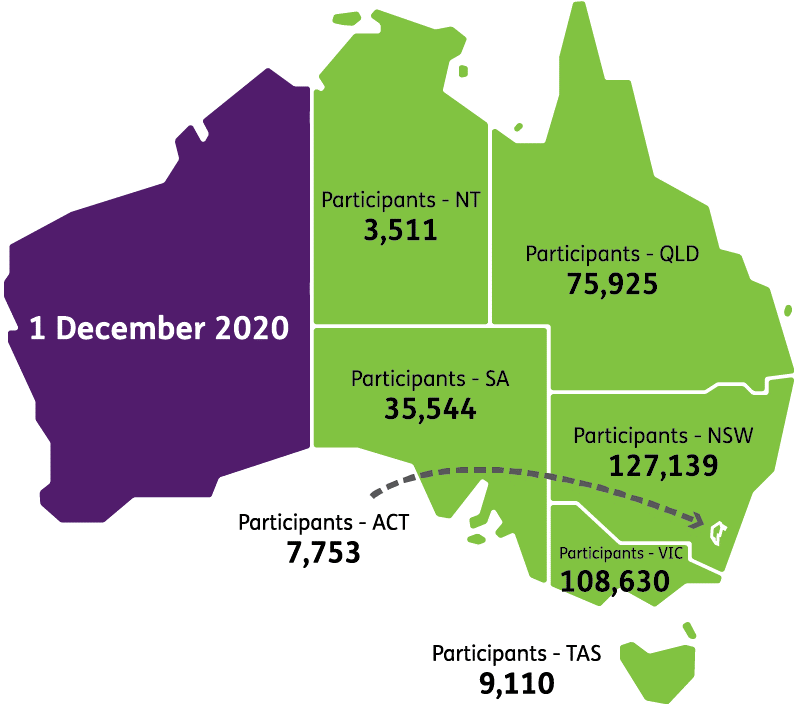 Participants - NT
3,511
Participants - QLD
75,925
1 December 2020
Participants - SA
35,544
Participants - NSW
127,139
Participants - ACT
7,753
Participants - VIC
108,630
Participants - TAS
9,110